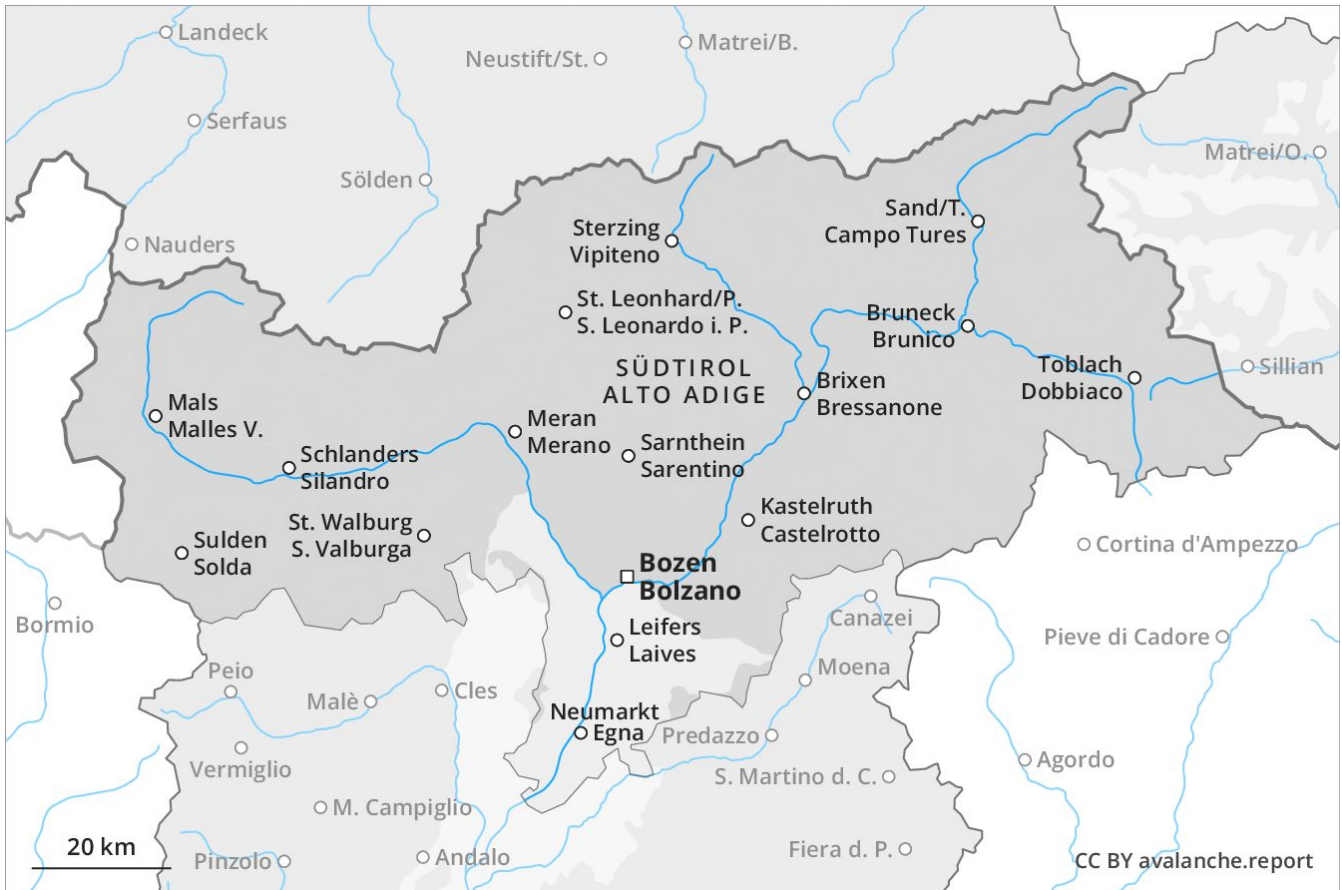 Landeck
Neustift/St.
Matrei/B.
Serfaus
Matrei/O.
Sölden
Sand/T.
Campo Tures
Sterzing
Vipiteno
Nauders
St. Leonhard/P.
S. Leonardo i. P.
Bruneck
Brunico
SÜDTIROL
ALTO ADIGE
Toblach
Dobbiaco
Sillian
Brixen
Bressanone
Mals
Malles V.
Meran
Merano
Sarnthein
Sarentino
Schlanders
Silandro
Kastelruth
Castelrotto
St. Walburg
S. Valburga
Sulden
Solda
Cortina d'Ampezzo
Bozen
Bolzano
Bormio
Canazei
Leifers
Laives
Pieve di Cadore
Peio
Moena
Malè
Cles
Neumarkt
Egna
Predazzo
Vermiglio
Agordo
S. Martino d. C.
M. Campiglio
20 km
Pinzolo
Andalo
Fiera d. P.
CC BY avalanche.report